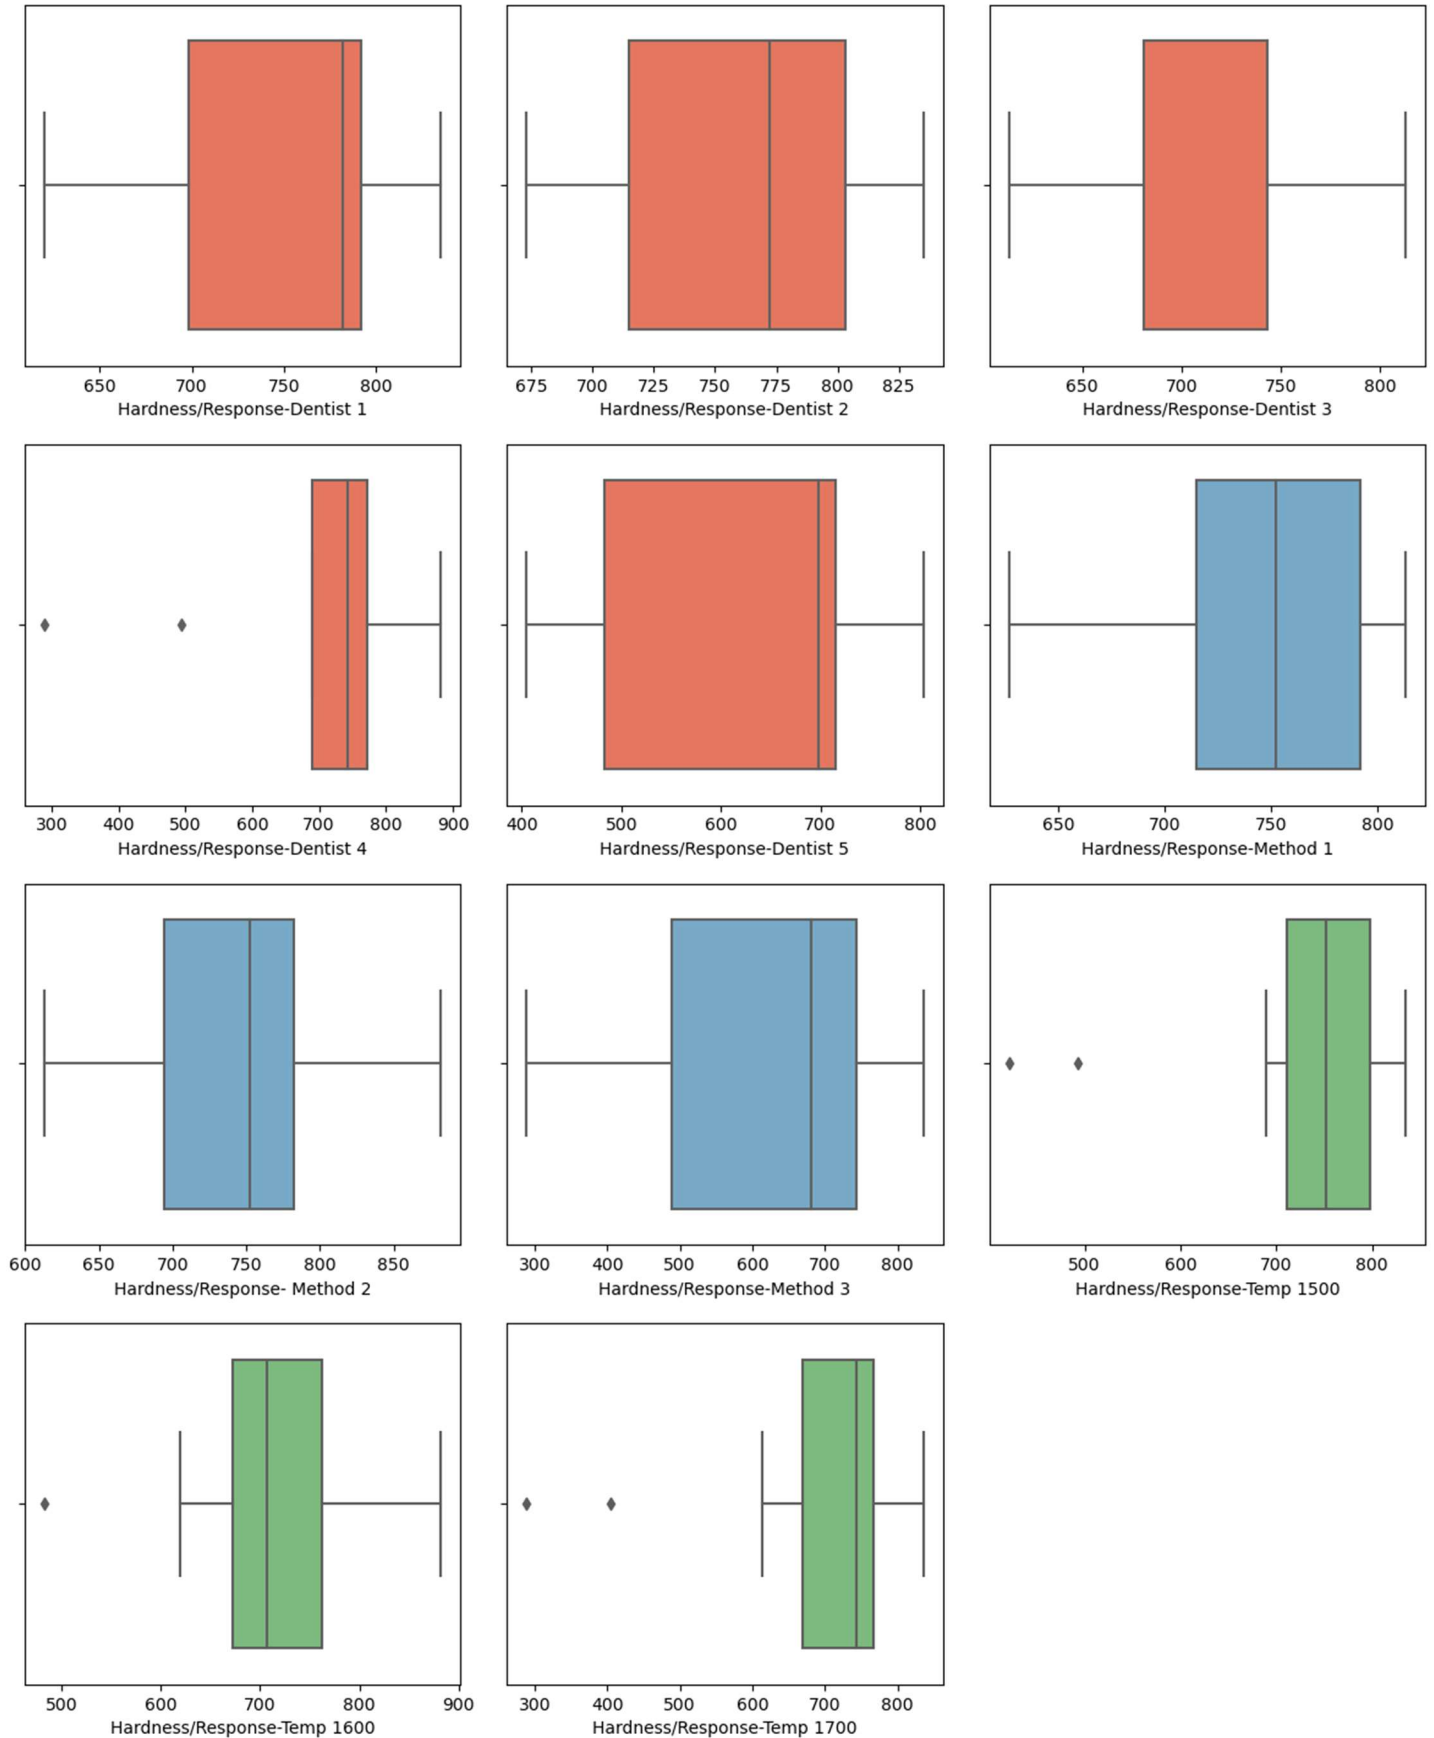 650 700 750 800
Hardness/Response-Dentist 1
675 700 725 750 775 800 825
Hardness/Response-Dentist 2
650 700 750 800
Hardness/Response-Dentist 3
300 400 500 600 700 800 900
Hardness/Response-Dentist 4
400 500 600 700 800
Hardness/Response-Dentist 5
650 700 750 800
Hardness/Response-Method 1
600 650 700 750 800 850
Hardness/Response- Method 2
300 400 500 600 700 800
Hardness/Response-Method 3
500 600 700 800
Hardness/Response-Temp 1500
500 600 700 800 900
Hardness/Response-Temp 1600
300 400 500 600 700 800
Hardness/Response-Temp 1700